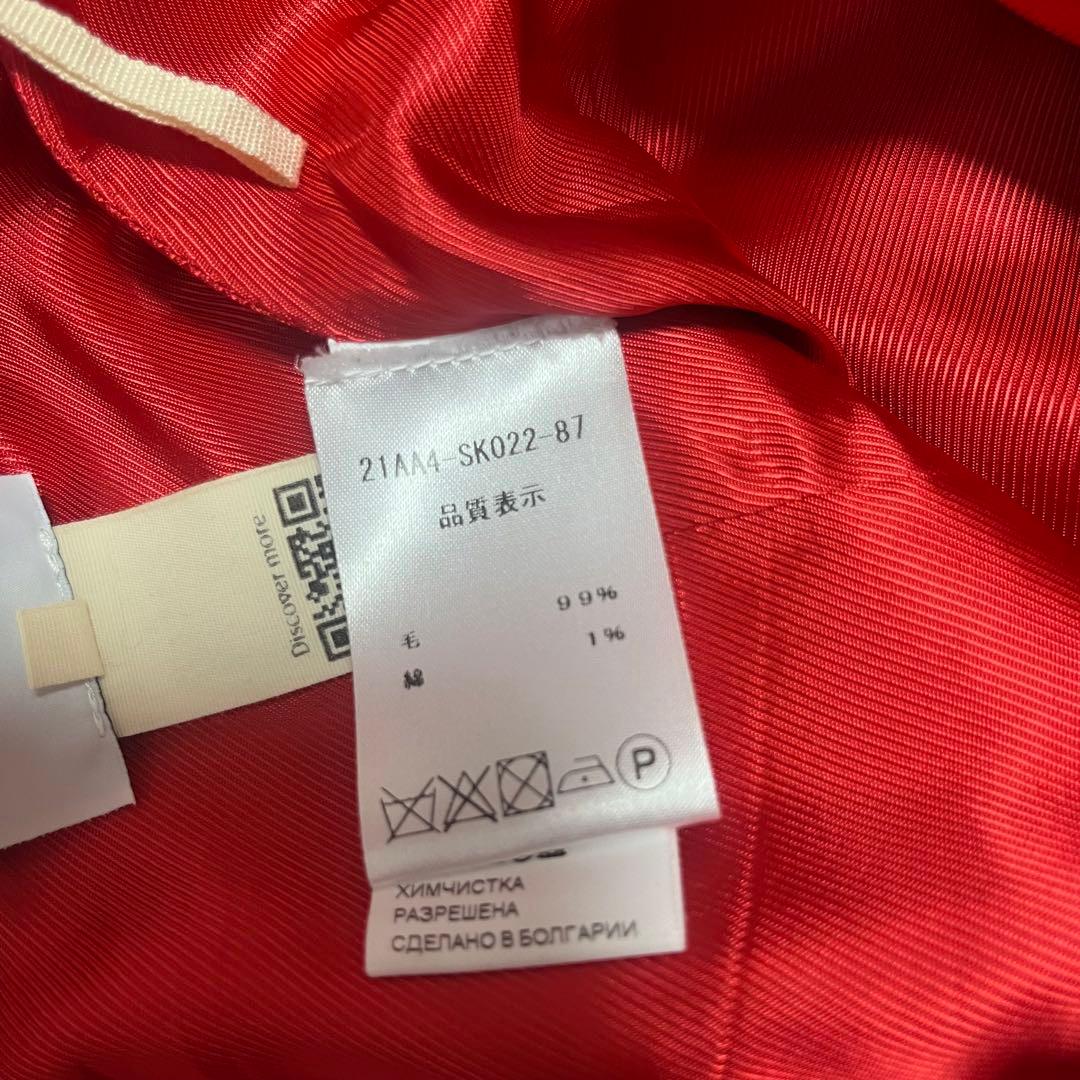 21AA4-SK022-87
品質表示
99%
毛 1%
綿
P
Discover more
ХИМЧИСТКА
РАЗРЕШЕНА
СДЕЛАНО В БОЛГАРИИ